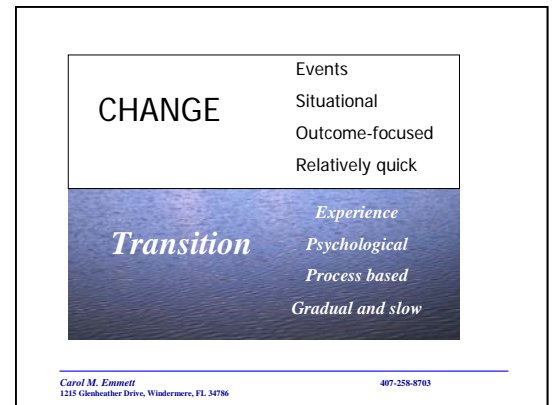 CHANGE
Events
Situational
Outcome-focused
Relatively quick
Transition
Experience
Psychological
Process based
Gradual and slow
Carol M. Emmett 407-258-8703
1215 Glenheather Drive, Windermere, FL 34786